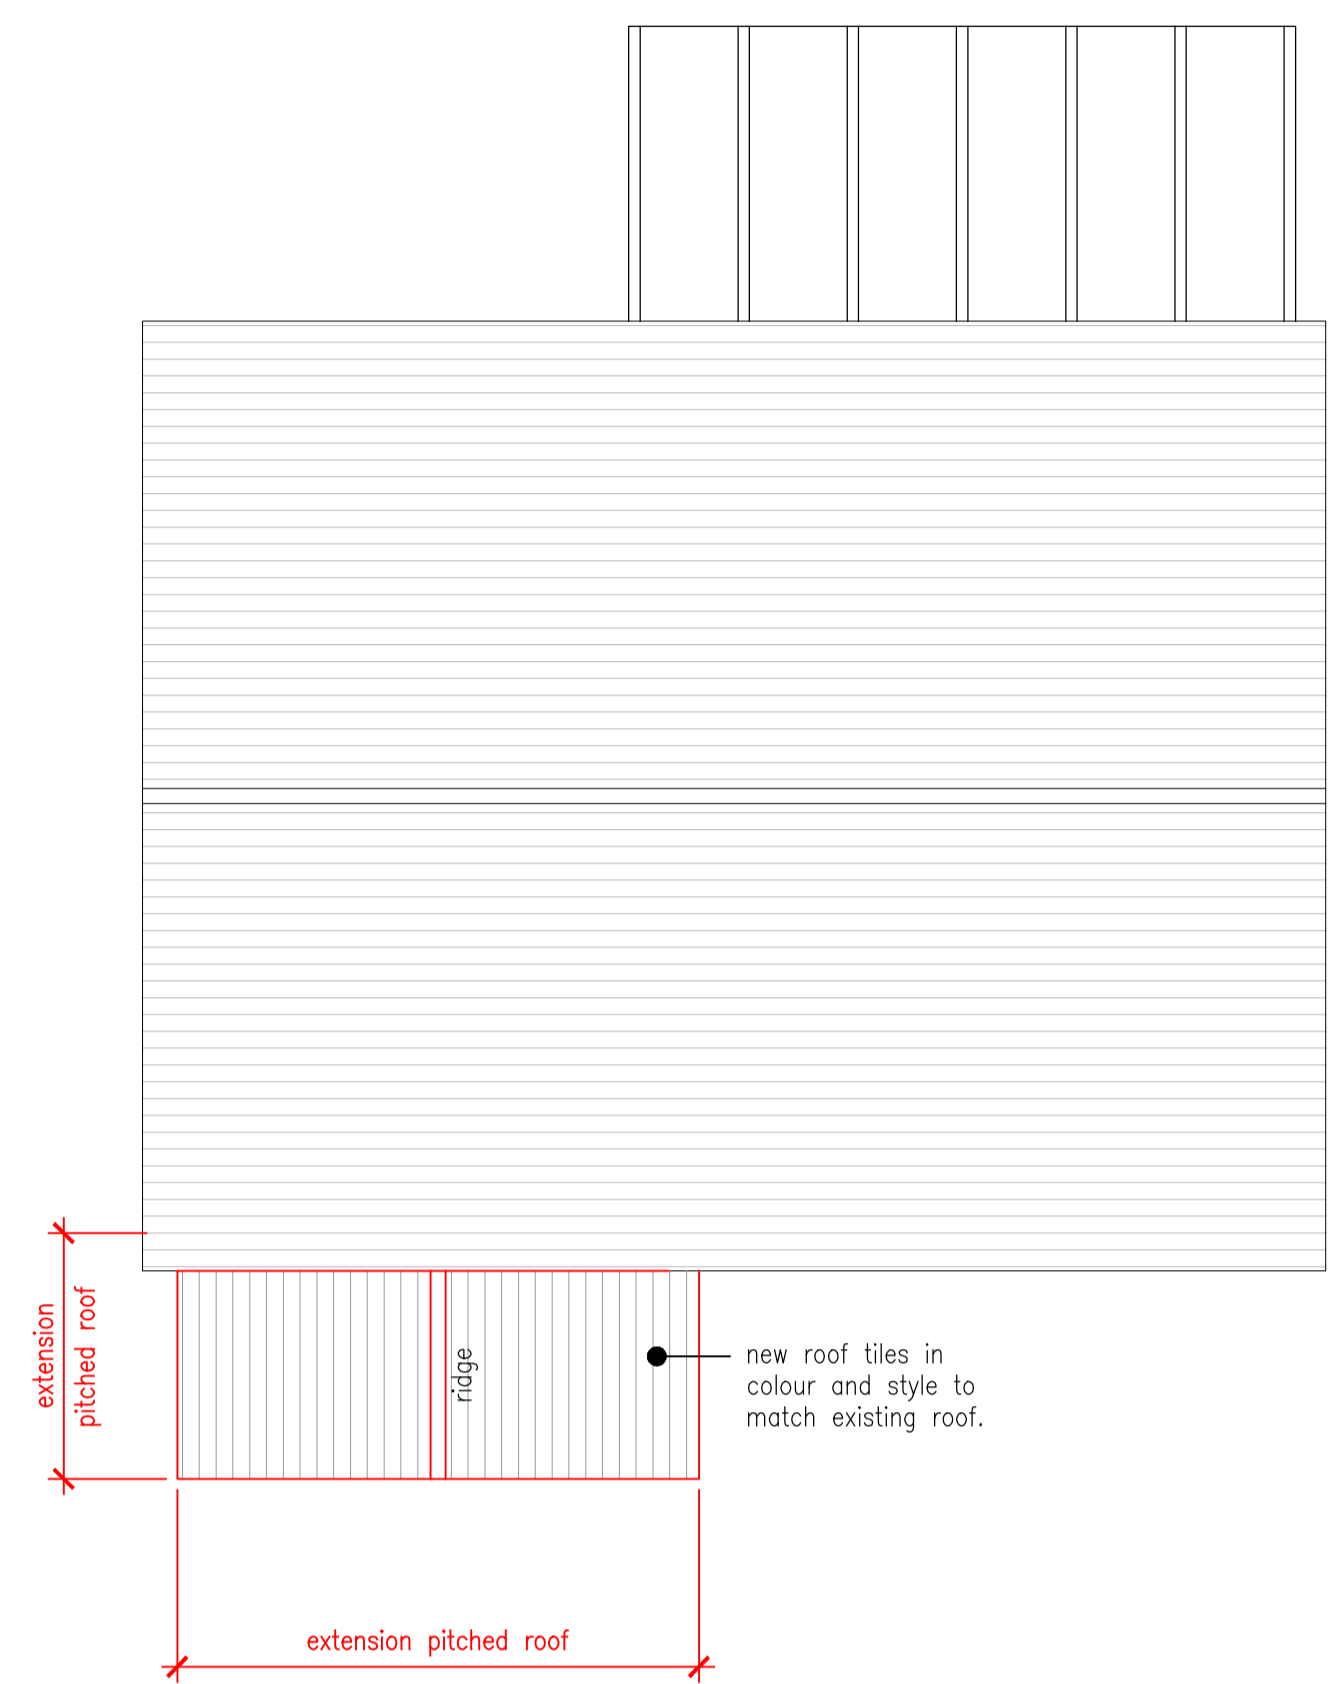 extension
pitched roof
ridge
new roof tiles in
colour and style to
match existing roof.
extension pitched roof